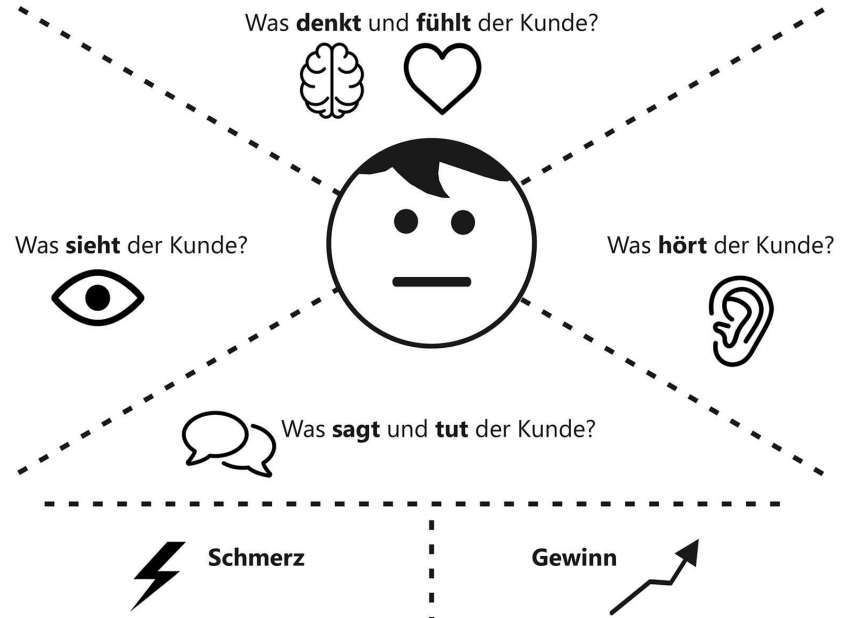 Was denkt und fühlt der Kunde?
Was sieht der Kunde?
Was hört der Kunde?
Was sagt und tut der Kunde?
Schmerz
Gewinn